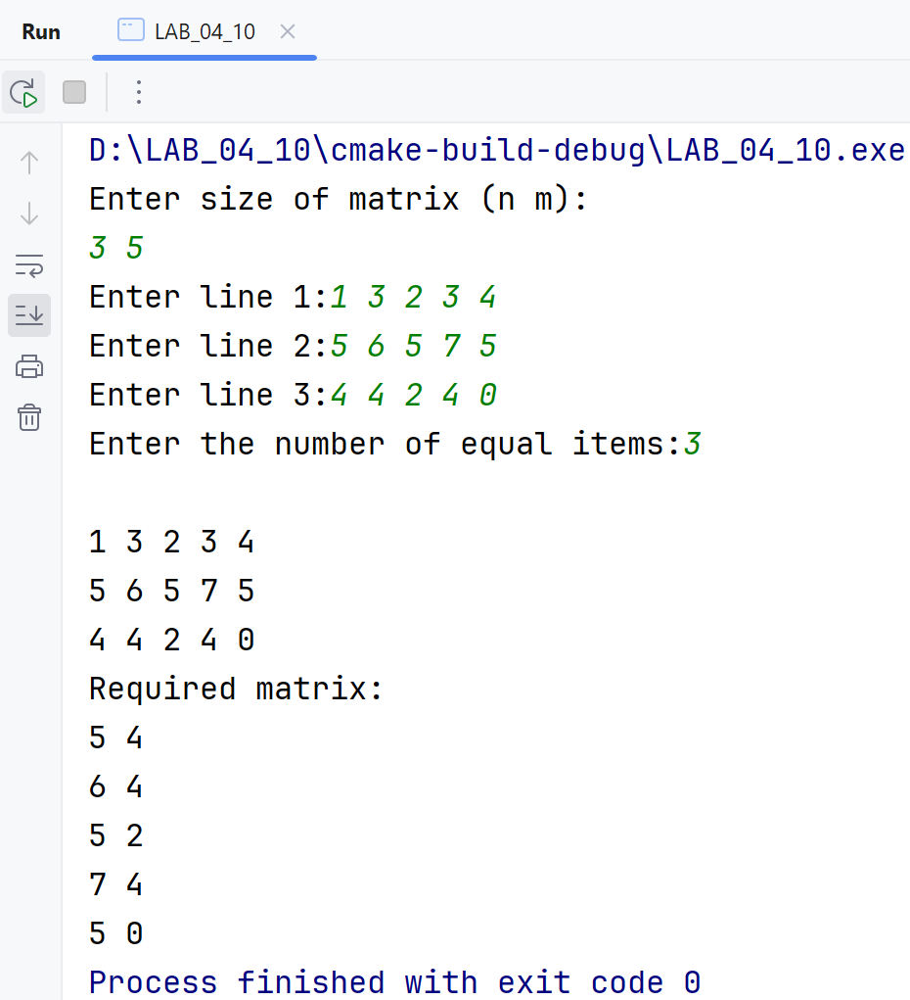 Run LAB_04_10
D:\LAB_04_10\cmake-build-debug\LAB_04_10.exe
Enter size of matrix (n m):
3 5
Enter line 1:1 3 2 3 4
Enter line 2:5 6 5 7 5
Enter line 3:4 4 2 4 0
Enter the number of equal items:3
1 3 2 3 4
5 6 5 7 5
4 4 2 4 0
Required matrix:
5 4
6 4
5 2
7 4
5 0
Process finished with exit code 0